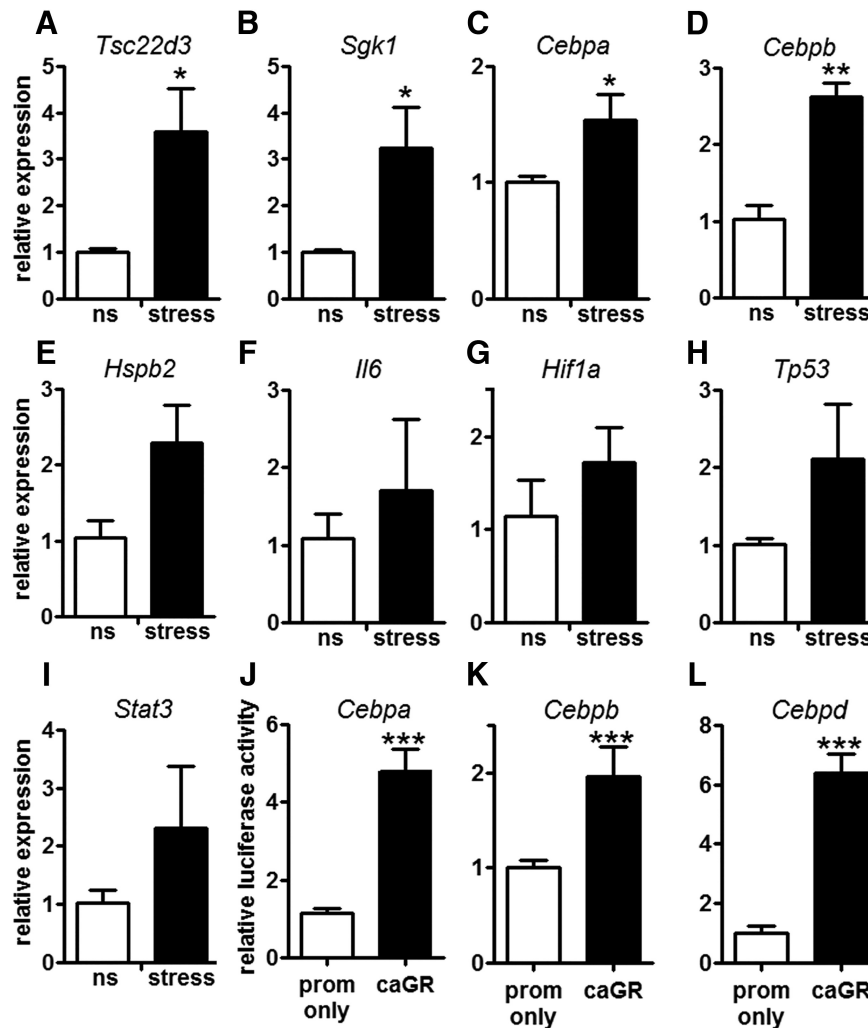 A
Tsc22d3
relative expression
5
4
3
2
1
0
*
ns stress
B
Sgk1
5
4
3
2
1
0
*
ns stress
C
Cebpa
2
1
0
*
ns stress
D
Cebpb
3
2
1
0
**
ns stress
E
Hspb2
relative expression
3
2
1
0
ns stress
F
Il6
3
2
1
0
ns stress
G
Hif1a
2
1
0
ns stress
H
Tp53
3
2
1
0
ns stress
I
Stat3
relative expression
4
3
2
1
0
ns stress
J
Cebpa
relative luciferase activity
6
4
2
0
***
prom only
caGR
K
Cebpb
2
1
0
***
prom only
caGR
L
Cebpd
8
6
4
2
0
***
prom only
caGR